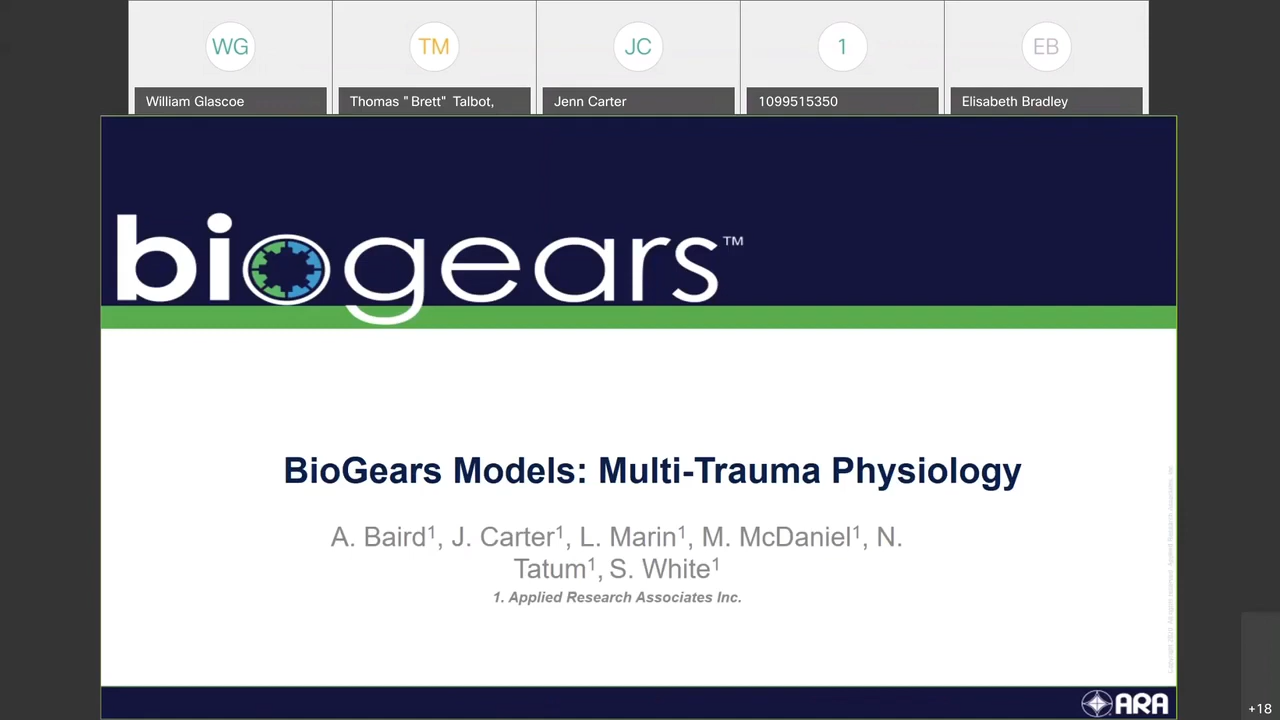 WG
TM
JC
1
EB
William Glascoe
Thomas "Brett" Talbot,
Jenn Carter
1099515350
Elisabeth Bradley
biogears™
BioGears Models: Multi-Trauma Physiology
A. Baird¹, J. Carter¹, L. Marin¹, M. McDaniel¹, N.
Tatum¹, S. White¹
1. Applied Research Associates Inc.
ARA
+18